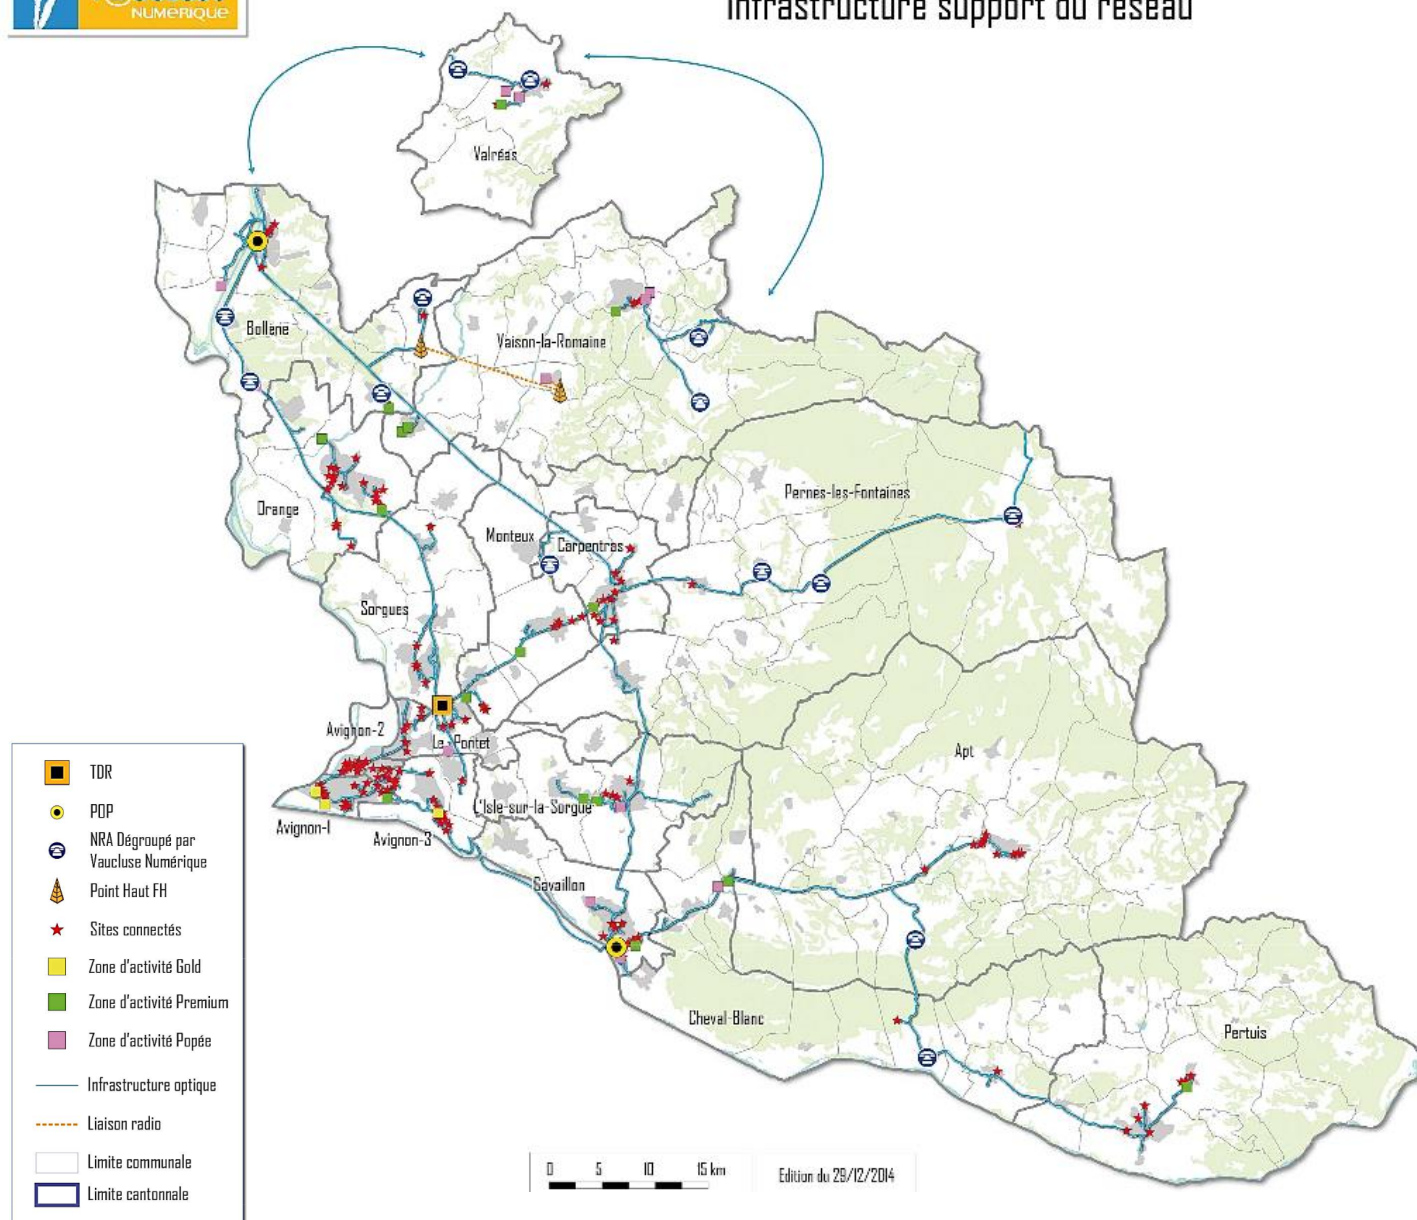 NUMERIQUE
Infrastructure support du réseau
Valréas
Bollène
Vaison-la-Romaine
Orange
Pernes-les-Fontaines
Monteux
Carpentras
Sorgues
Avignon-2
Le Pontet
Apt
L'Isle-sur-la-Sorgue
Avignon-1
Avignon-3
Cavaillon
Cheval-Blanc
Pertuis
TDR
POP
NRA Dégroupé par
Vaucluse Numérique
Point Haut FH
Sites connectés
Zone d'activité Gold
Zone d'activité Premium
Zone d'activité Popée
Infrastructure optique
Liaison radio
Limite communale
Limite cantonnale
0 5 10 15 km
Edition du 29/12/2014